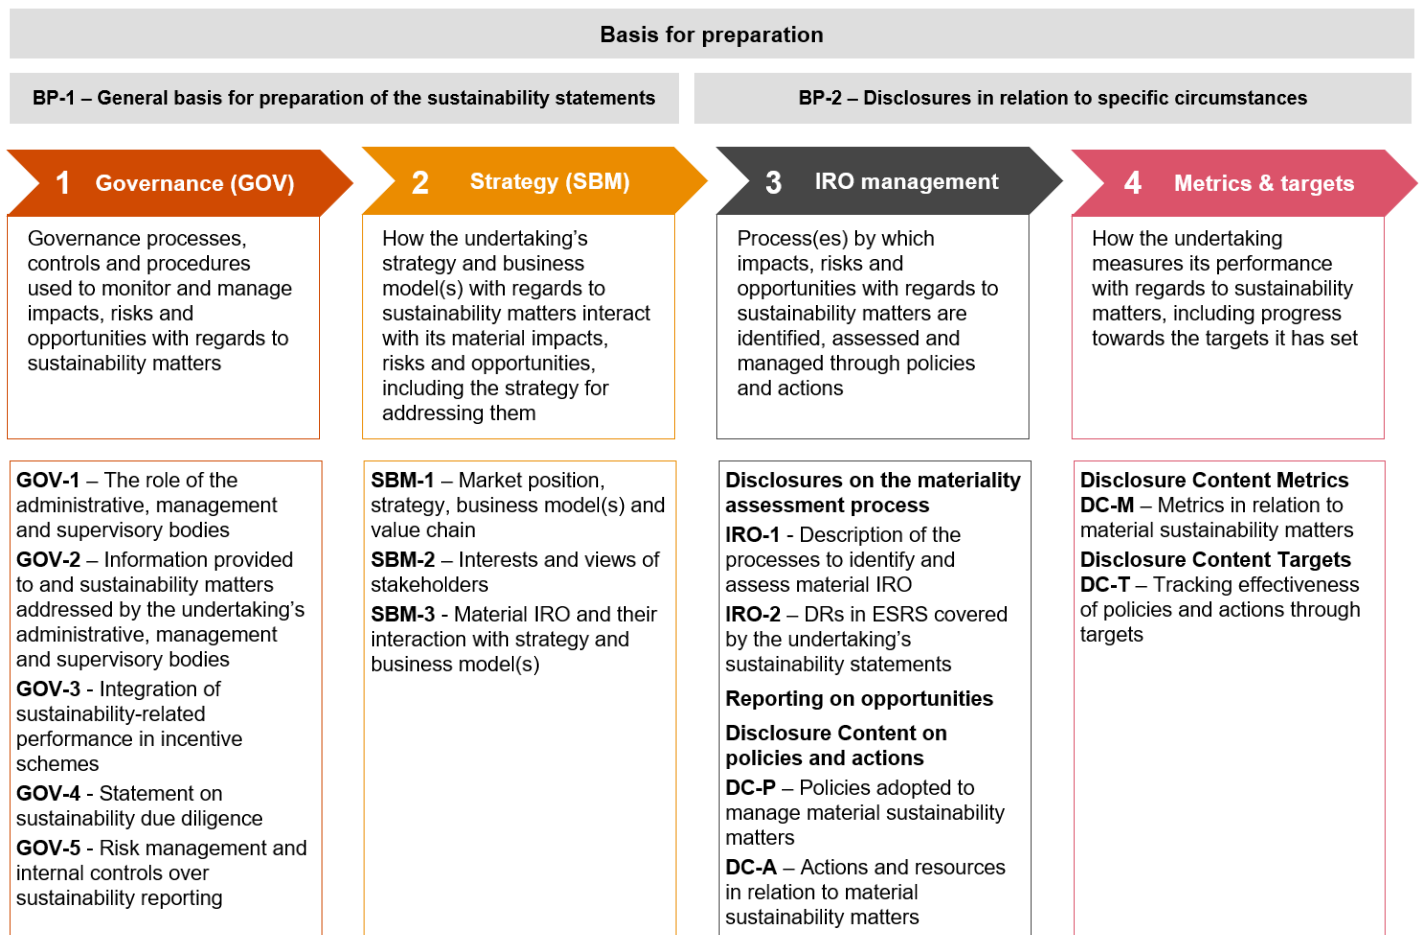 Basis for preparation
BP-1 – General basis for preparation of the sustainability statements
BP-2 – Disclosures in relation to specific circumstances
1 Governance (GOV)
Governance processes,
controls and procedures
used to monitor and manage
impacts, risks and
opportunities with regards to
sustainability matters
GOV-1 – The role of the
administrative, management
and supervisory bodies
GOV-2 – Information provided
to and sustainability matters
addressed by the undertaking’s
administrative, management
and supervisory bodies
GOV-3 - Integration of
sustainability-related
performance in incentive
schemes
GOV-4 - Statement on
sustainability due diligence
GOV-5 - Risk management and
internal controls over
sustainability reporting
2 Strategy (SBM)
How the undertaking’s
strategy and business
model(s) with regards to
sustainability matters interact
with its material impacts,
risks and opportunities,
including the strategy for
addressing them
SBM-1 – Market position,
strategy, business model(s) and
value chain
SBM-2 – Interests and views of
stakeholders
SBM-3 - Material IRO and their
interaction with strategy and
business model(s)
3 IRO management
Process(es) by which
impacts, risks and
opportunities with regards to
sustainability matters are
identified, assessed and
managed through policies
and actions
Disclosures on the materiality
assessment process
IRO-1 - Description of the
processes to identify and
assess material IRO
IRO-2 – DRs in ESRS covered
by the undertaking’s
sustainability statements
Reporting on opportunities
Disclosure Content on
policies and actions
DC-P – Policies adopted to
manage material sustainability
matters
DC-A – Actions and resources
in relation to material
sustainability matters
4 Metrics & targets
How the undertaking
measures its performance
with regards to sustainability
matters, including progress
towards the targets it has set
Disclosure Content Metrics
DC-M – Metrics in relation to
material sustainability matters
Disclosure Content Targets
DC-T – Tracking effectiveness
of policies and actions through
targets